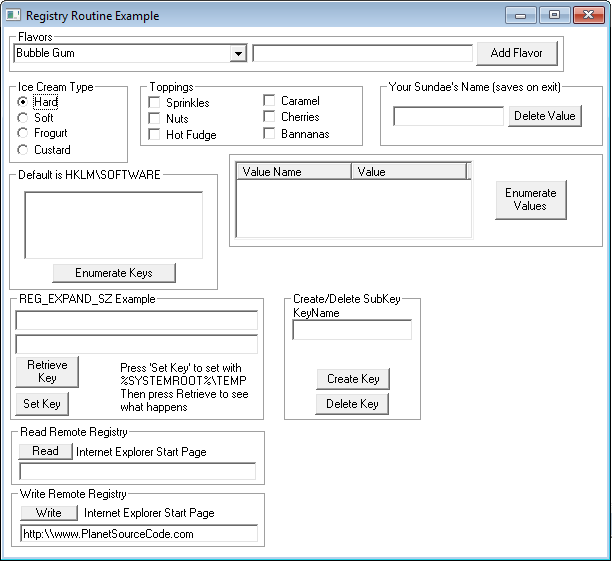 Registry Routine Example
Flavors
Bubble Gum
Add Flavor
Ice Cream Type
Hard
Soft
Frogurt
Custard
Toppings
Sprinkles
Nuts
Hot Fudge
Caramel
Cherries
Bannanas
Your Sundae's Name (saves on exit)
Delete Value
Default is HKLM\SOFTWARE
Enumerate Keys
Value Name Value
Enumerate
Values
REG_EXPAND_SZ Example
Retrieve
Key
Set Key
Press 'Set Key' to set with
%SYSTEMROOT%\TEMP
Then press Retrieve to see
what happens
Create/Delete SubKey
KeyName
Create Key
Delete Key
Read Remote Registry
Read Internet Explorer Start Page
Write Remote Registry
Write Internet Explorer Start Page
http:\\www.PlanetSourceCode.com